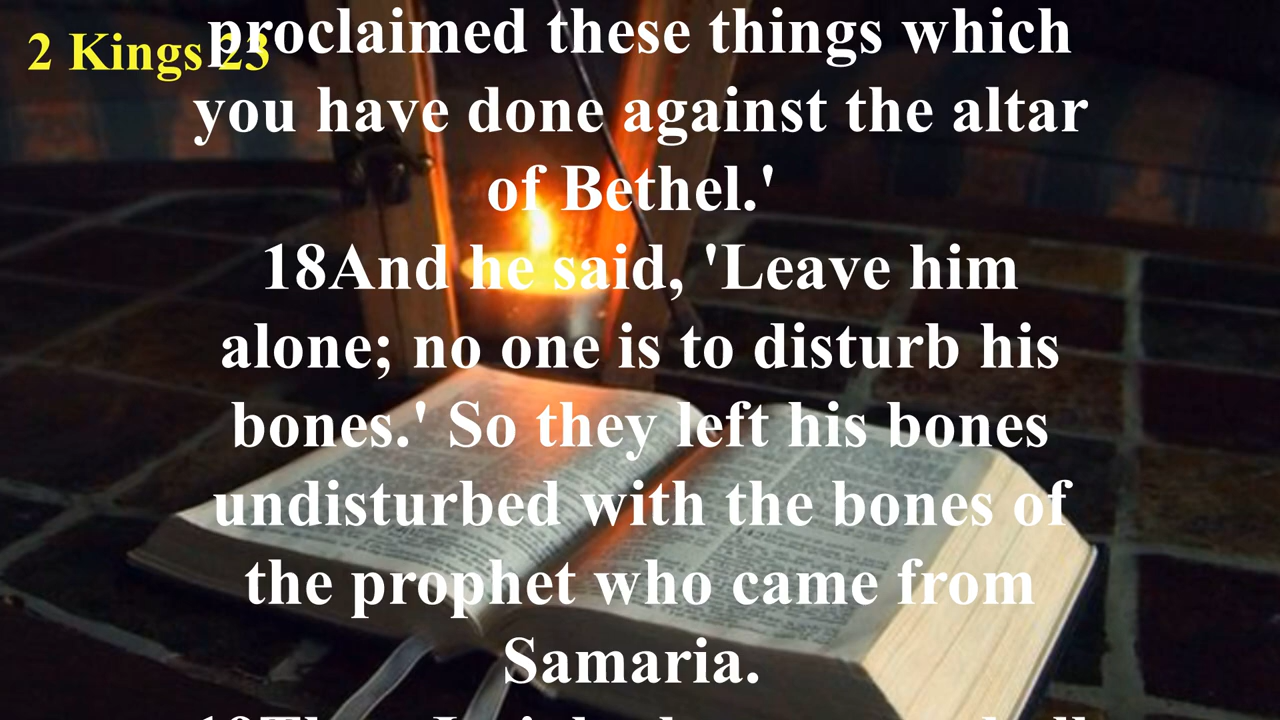 2 Kings 23
proclaimed these things which
you have done against the altar
of Bethel.'
18And he said, 'Leave him
alone; no one is to disturb his
bones.' So they left his bones
undisturbed with the bones of
the prophet who came from
Samaria.